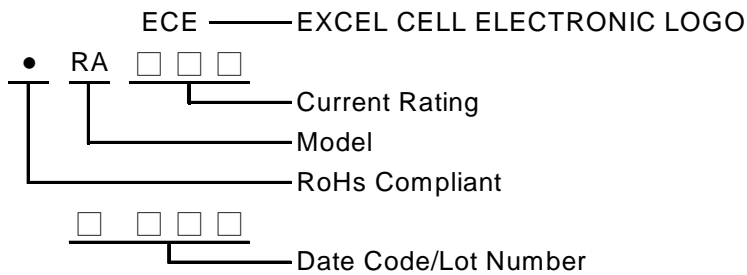 ECE EXCEL CELL ELECTRONIC LOGO
• RA □ □ □
Current Rating
Model
RoHs Compliant
□ □ □ □
Date Code/Lot Number